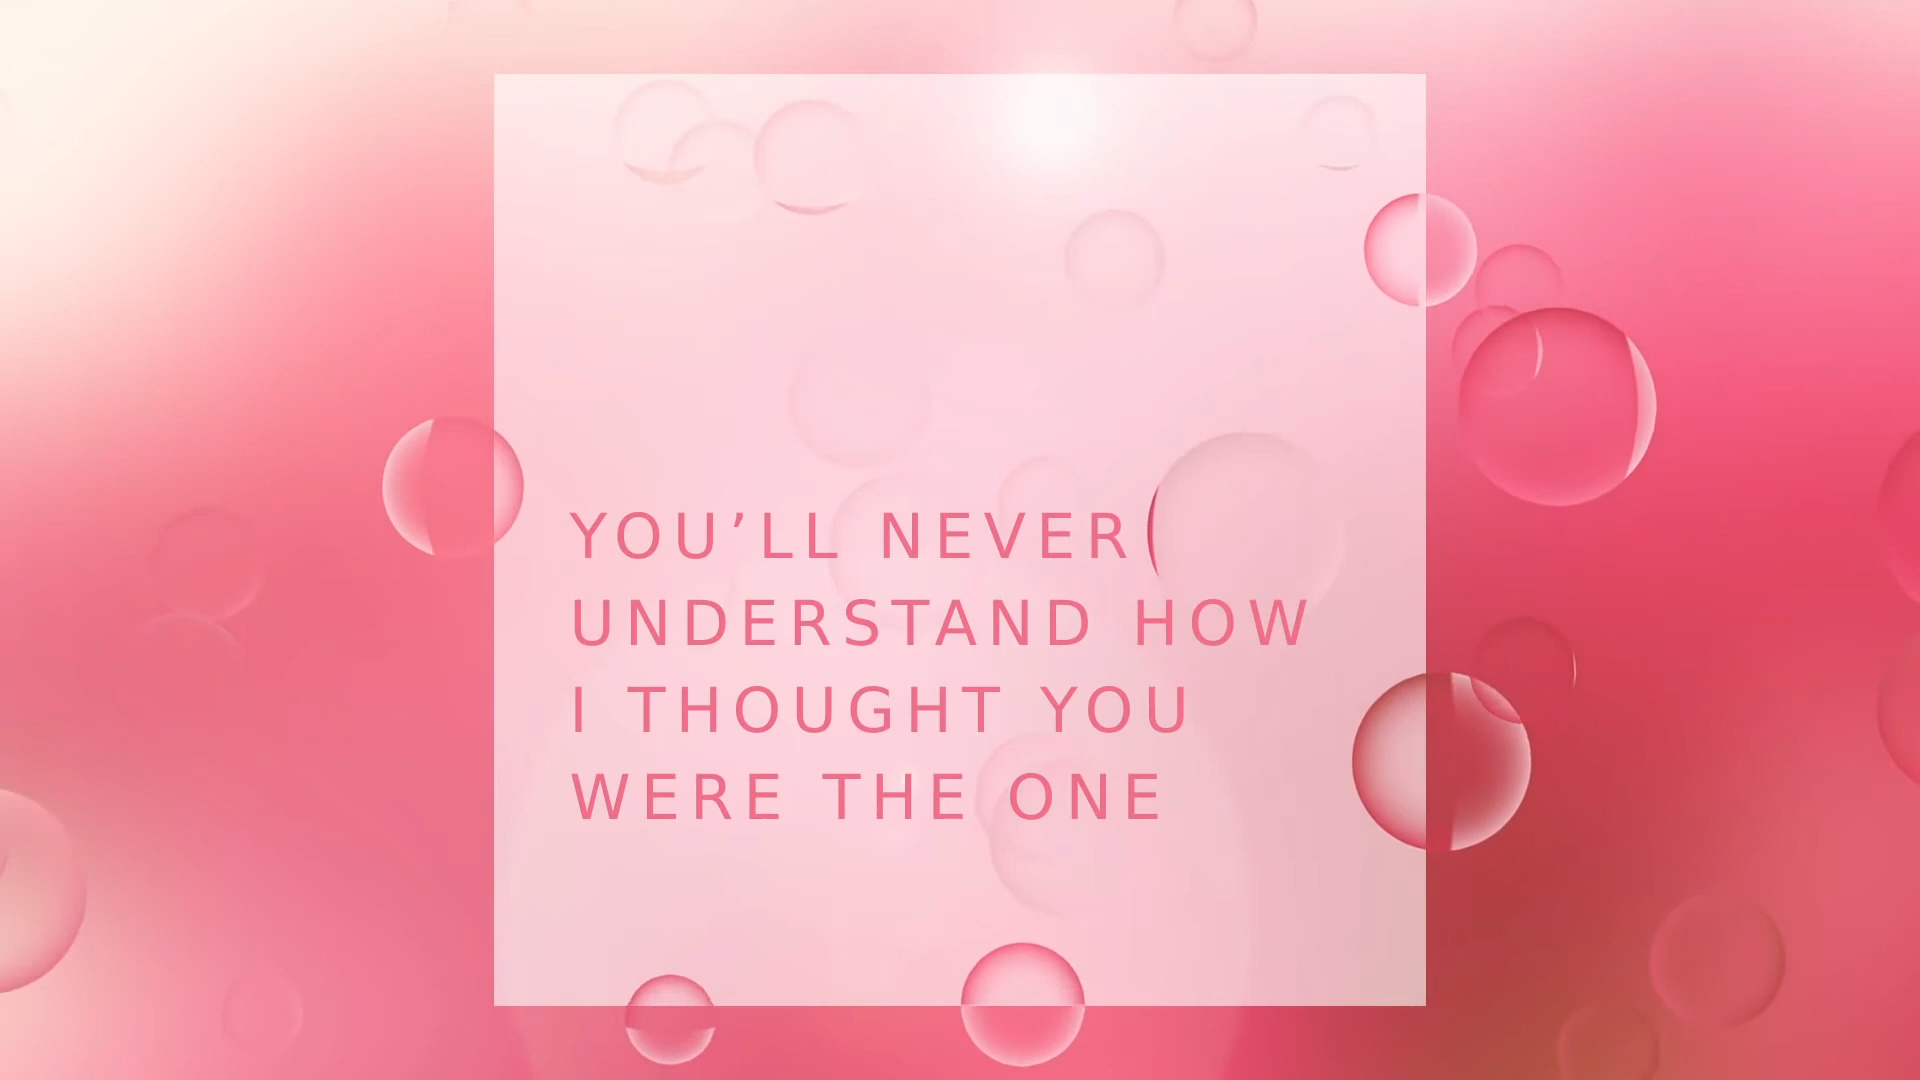 YOU’LL NEVER
UNDERSTAND HOW
I THOUGHT YOU
WERE THE ONE